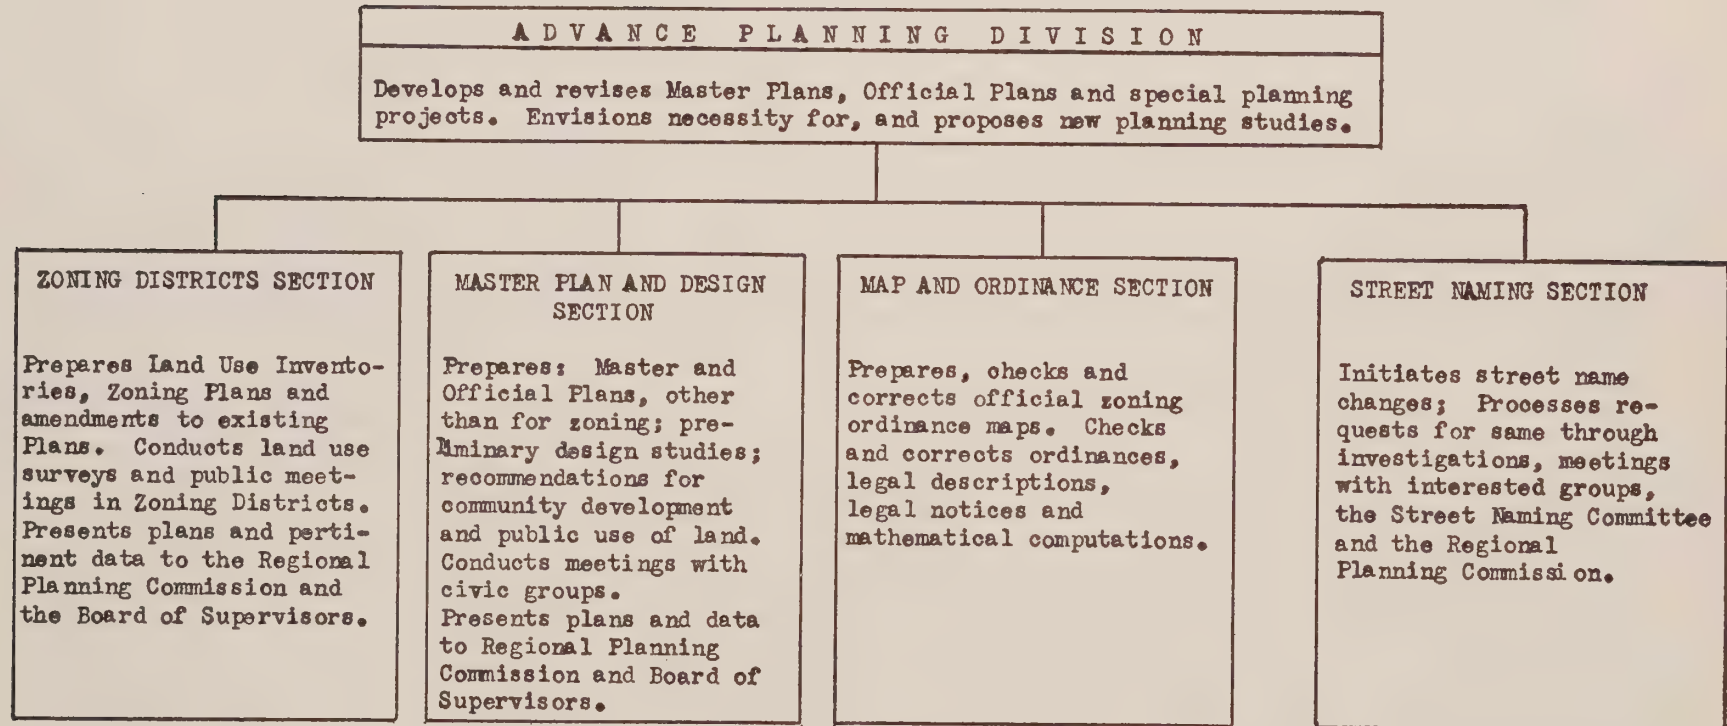 ADVANCE PLANNING DIVISION
Develops and revises Master Plans, Official Plans and special planning
projects. Envisions necessity for, and proposes new planning studies.
ZONING DISTRICTS SECTION
Prepares Land Use Invento-
ries, Zoning Plans and
amendments to existing
Plans. Conducts land use
surveys and public meet-
ings in Zoning Districts.
Presents plans and perti-
nent data to the Regional
Planning Commission and
the Board of Supervisors.
MASTER PLAN AND DESIGN
SECTION
Prepares: Master and
Official Plans, other
than for zoning; pre-
liminary design studies;
recommendations for
community development
and public use of land.
Conducts meetings with
civic groups.
Presents plans and data
to Regional Planning
Commission and Board of
Supervisors.
MAP AND ORDINANCE SECTION
Prepares, checks and
corrects official zoning
ordinance maps. Checks
and corrects ordinances,
legal descriptions,
legal notices and
mathematical computations.
STREET NAMING SECTION
Initiates street name
changes; Processes re-
quests for same through
investigations, meetings
with interested groups,
the Street Naming Committee
and the Regional
Planning Commission.